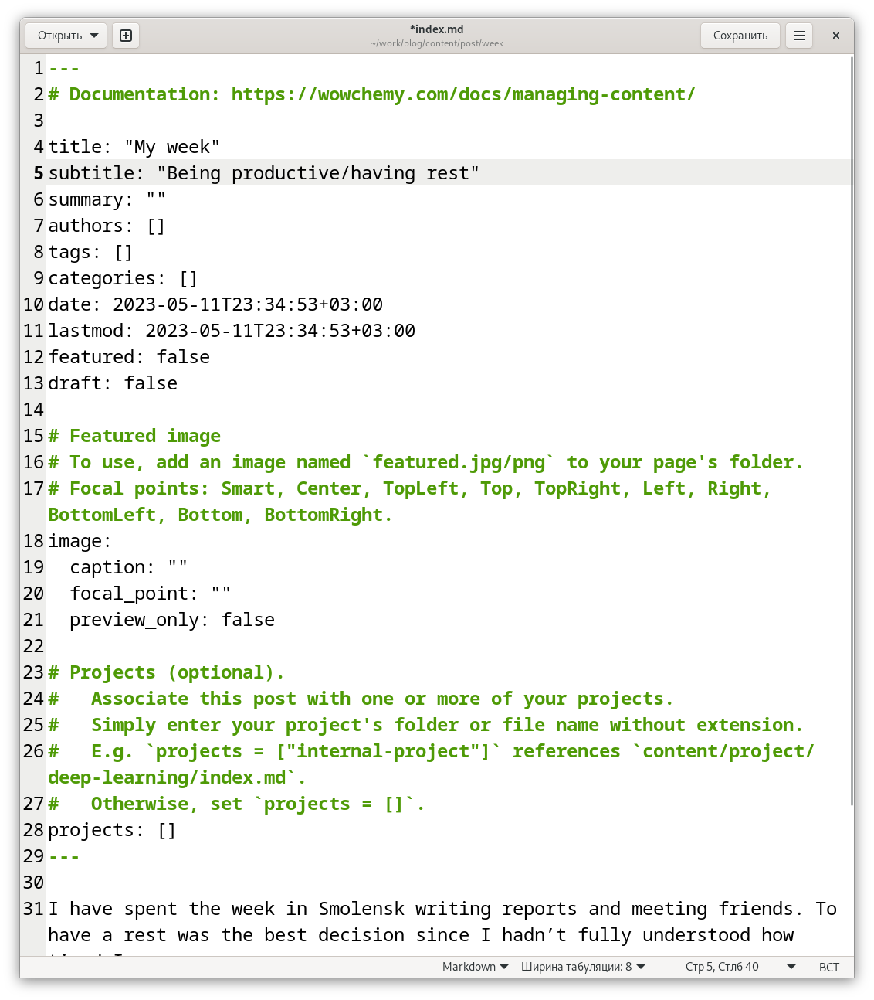 Открыть
*index.md
~/work/blog/content/post/week
Сохранить
1 ---
2 # Documentation: https://wowchemy.com/docs/managing-content/
3
4 title: "My week"
5 subtitle: "Being productive/having rest"
6 summary: ""
7 authors: []
8 tags: []
9 categories: []
10 date: 2023-05-11T23:34:53+03:00
11 lastmod: 2023-05-11T23:34:53+03:00
12 featured: false
13 draft: false
14
15 # Featured image
16 # To use, add an image named `featured.jpg/png` to your page's folder.
17 # Focal points: Smart, Center, TopLeft, Top, TopRight, Left, Right,
BottomLeft, Bottom, BottomRight.
18 image:
19   caption: ""
20   focal_point: ""
21   preview_only: false
22
23 # Projects (optional).
24 #   Associate this post with one or more of your projects.
25 #   Simply enter your project's folder or file name without extension.
26 #   E.g. `projects = ["internal-project"]` references `content/project/
deep-learning/index.md`.
27 #   Otherwise, set `projects = []`.
28 projects: []
29 ---
30
31 I have spent the week in Smolensk writing reports and meeting friends. To
have a rest was the best decision since I hadn’t fully understood how
Markdown
Ширина табуляции: 8
Стр 5, Стлб 40
ВСТ